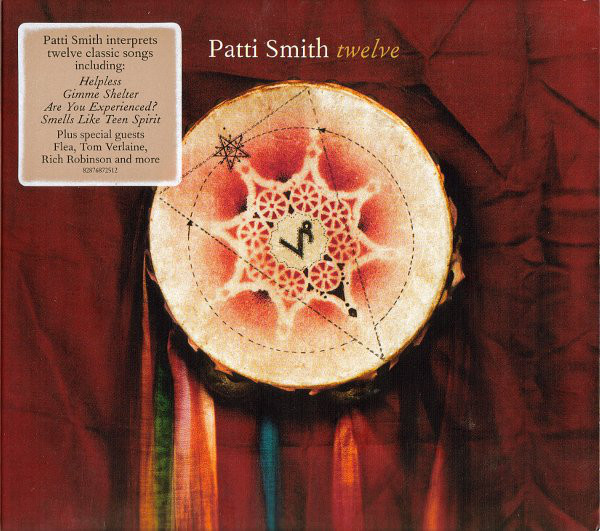 Patti Smith interprets
twelve classic songs
including:
Helpless
Gimme Shelter
Are You Experienced?
Smells Like Teen Spirit
Plus special guests
Flea, Tom Verlaine,
Rich Robinson and more
82876872512
Patti Smith twelve